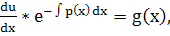 du/dx * e^{-∫ p(x) dx} = g(x),